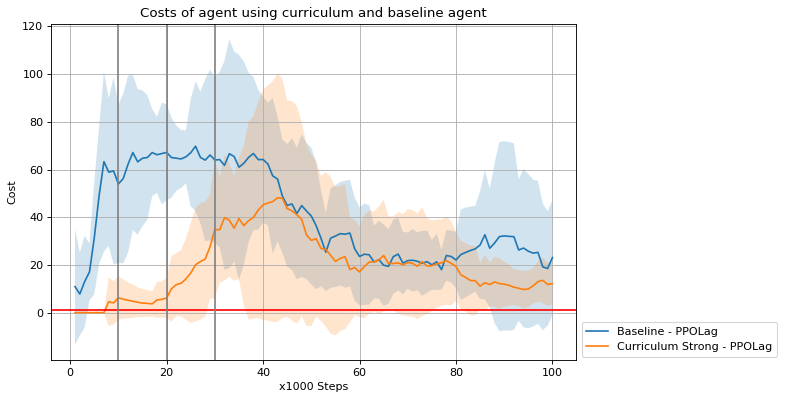 Costs of agent using curriculum and baseline agent
120
100
80
60
40
20
0
Cost
0 20 40 60 80 100
x1000 Steps
Baseline - PPOLag
Curriculum Strong - PPOLag